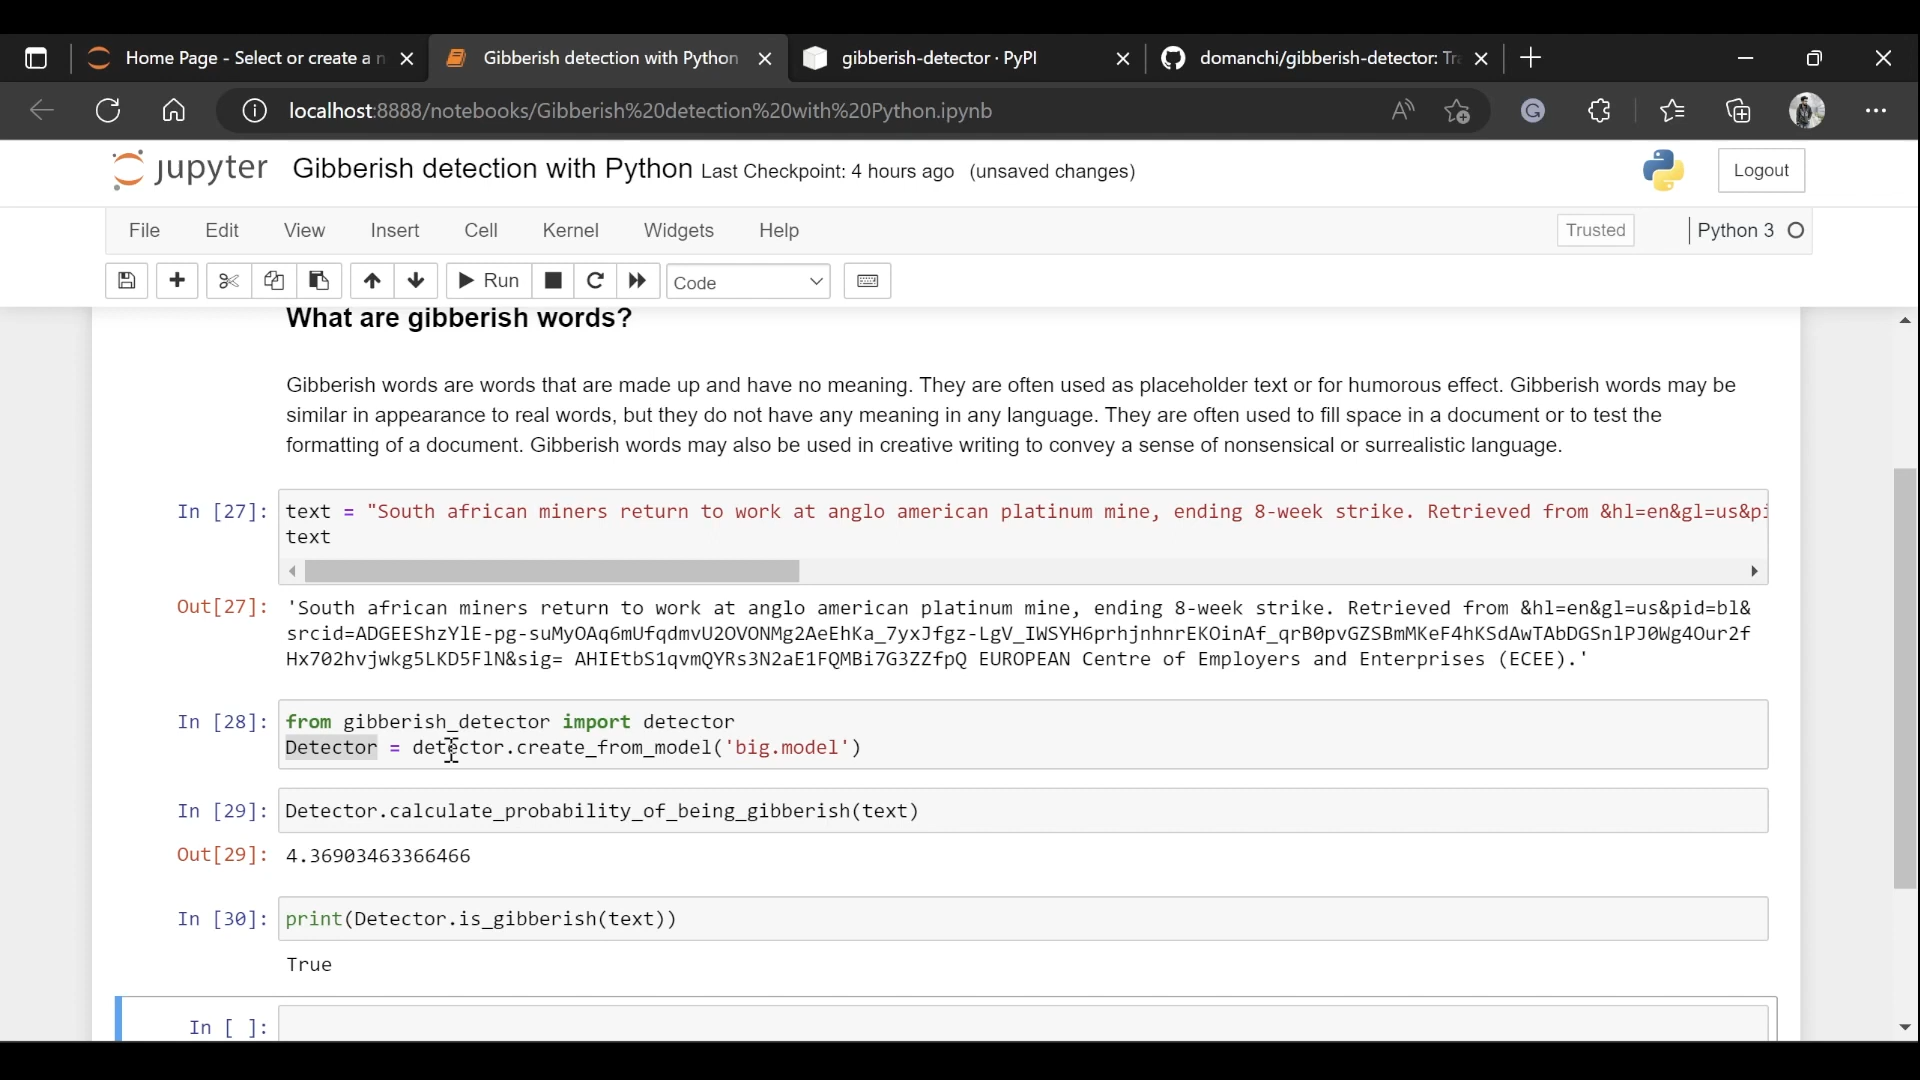 Home Page - Select or create a n
Gibberish detection with Python
gibberish-detector · PyPI
domanchi/gibberish-detector: Tr
localhost:8888/notebooks/Gibberish%20detection%20with%20Python.ipynb
jupyter Gibberish detection with Python Last Checkpoint: 4 hours ago (unsaved changes)
Logout
File Edit View Insert Cell Kernel Widgets Help
Trusted
Python 3
Run
Code
What are gibberish words?
Gibberish words are words that are made up and have no meaning. They are often used as placeholder text or for humorous effect. Gibberish words may be
similar in appearance to real words, but they do not have any meaning in any language. They are often used to fill space in a document or to test the
formatting of a document. Gibberish words may also be used in creative writing to convey a sense of nonsensical or surrealistic language.
In [27]: text = "South african miners return to work at anglo american platinum mine, ending 8-week strike. Retrieved from &hl=en&gl=us&pi
text
Out[27]: 'South african miners return to work at anglo american platinum mine, ending 8-week strike. Retrieved from &hl=en&gl=us&pid=bl&
srcid=ADGEEShzYlE-pg-suMyOAq6mUfqdmvU2OVONMg2AeEhKa_7yxJfgz-LgV_IWSYH6prhjnhnrEKOinAf_qrB0pvGZSBmMKeF4hKSdAwTAbDGSnlPJ0Wg4Our2f
Hx702hvjwkg5LKD5FlN&sig= AHIEtbS1qvmQYRs3N2aE1FQMBi7G3ZZfpQ EUROPEAN Centre of Employers and Enterprises (ECEE).'
In [28]: from gibberish_detector import detector
Detector = detector.create_from_model('big.model')
In [29]: Detector.calculate_probability_of_being_gibberish(text)
Out[29]: 4.36903463366466
In [30]: print(Detector.is_gibberish(text))
True
In [ ]: